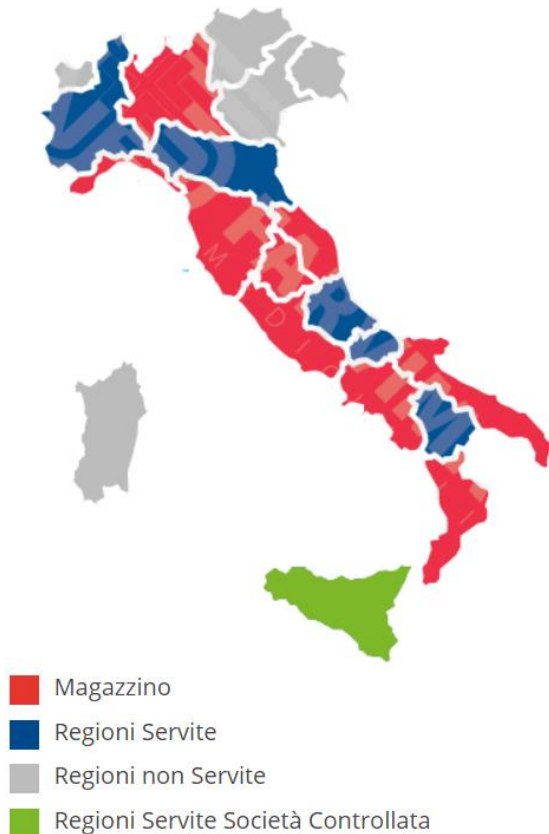 Magazzino
Regioni Servite
Regioni non Servite
Regioni Servite Società Controllata